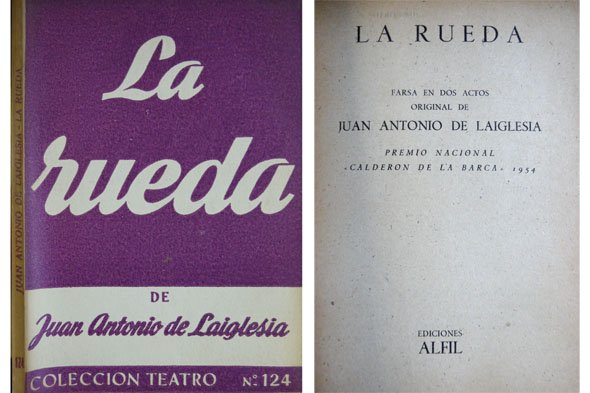 JUAN ANTONIO DE LAIGLESIA - LA RUEDA
124
La
rueda
DE
Juan Antonio de Laiglesia
COLECCION TEATRO Nº 124
LA RUEDA
FARSA EN DOS ACTOS
ORIGINAL DE
JUAN ANTONIO DE LAIGLESIA
PREMIO NACIONAL
«CALDERON DE LA BARCA» 1954
EDICIONES
ALFIL